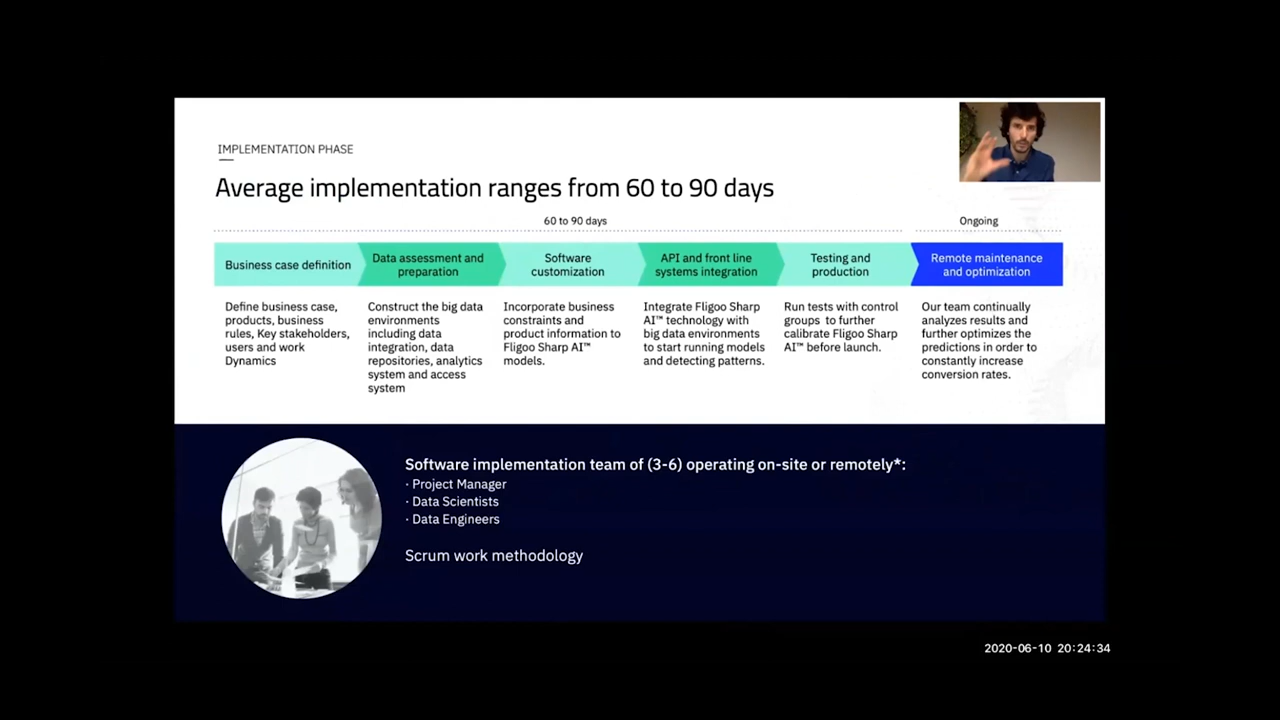 IMPLEMENTATION PHASE
Average implementation ranges from 60 to 90 days
60 to 90 days
Ongoing
Business case definition
Data assessment and
preparation
Software
customization
API and front line
systems integration
Testing and
production
Remote maintenance
and optimization
Define business case,
products, business
rules, Key stakeholders,
users and work
Dynamics
Construct the big data
environments
including data
integration, data
repositories, analytics
system and access
system
Incorporate business
constraints and
product information to
Fligoo Sharp AI™
models.
Integrate Fligoo Sharp
AI™ technology with
big data environments
to start running models
and detecting patterns.
Run tests with control
groups to further
calibrate Fligoo Sharp
AI™ before launch.
Our team continually
analyzes results and
further optimizes the
predictions in order to
constantly increase
conversion rates.
Software implementation team of (3-6) operating on-site or remotely*:
· Project Manager
· Data Scientists
· Data Engineers
Scrum work methodology
2020-06-10 20:24:34